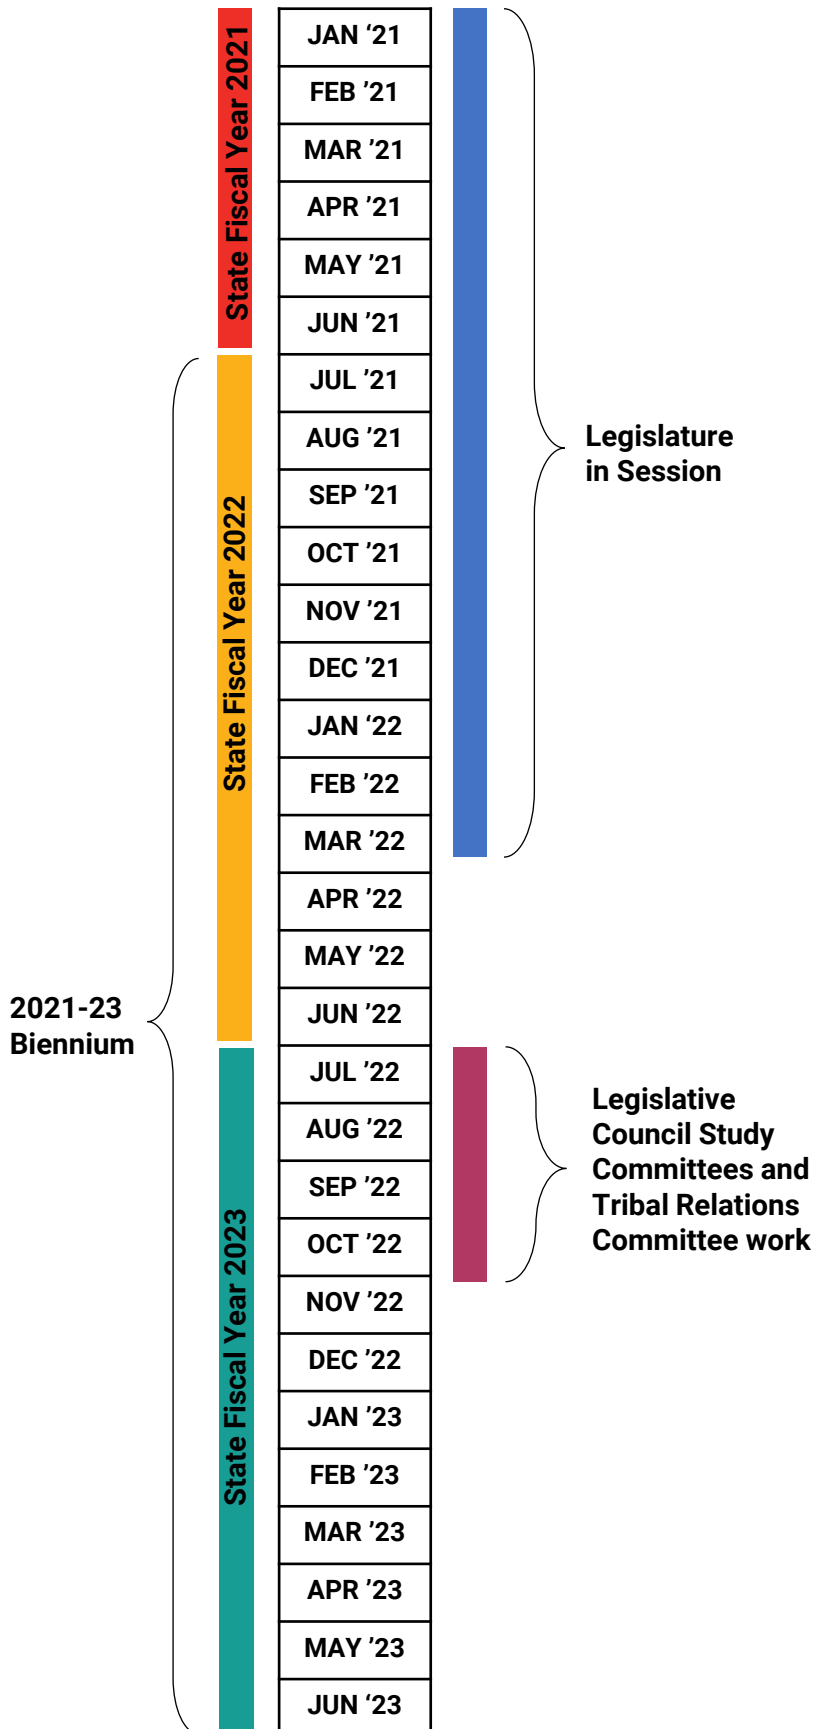 State Fiscal Year 2021
State Fiscal Year 2022
State Fiscal Year 2023
2021-23
Biennium
JAN ‘21
FEB ’21
MAR ’21
APR ’21
MAY ’21
JUN ’21
JUL ’21
AUG ’21
SEP ’21
OCT ’21
NOV ’21
DEC ’21
JAN ‘22
FEB ’22
MAR ’22
APR ’22
MAY ’22
JUN ’22
JUL ’22
AUG ’22
SEP ’22
OCT ’22
NOV ’22
DEC ’22
JAN ’23
FEB ’23
MAR ’23
APR ’23
MAY ’23
JUN ‘23
Legislature
in Session
Legislative
Council Study
Committees and
Tribal Relations
Committee work